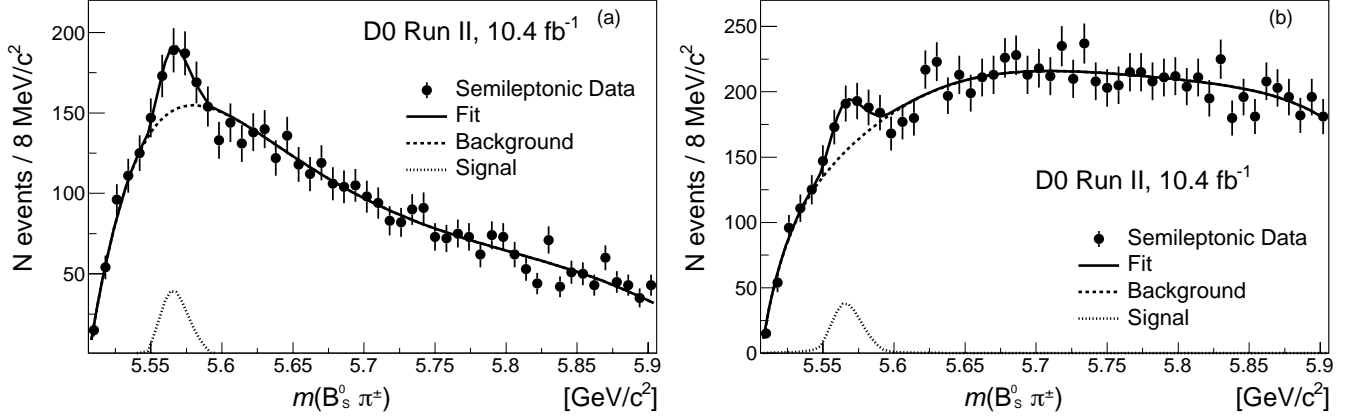 (a)
D0 Run II, 10.4 fb⁻¹
Semileptonic Data
Fit
Background
Signal
N events / 8 MeV/c²
200
150
100
50
5.55 5.6 5.65 5.7 5.75 5.8 5.85 5.9
m(B⁰ₛ π±) [GeV/c²]
(b)
D0 Run II, 10.4 fb⁻¹
Semileptonic Data
Fit
Background
Signal
N events / 8 MeV/c²
250
200
150
100
50
0
5.55 5.6 5.65 5.7 5.75 5.8 5.85 5.9
m(B⁰ₛ π±) [GeV/c²]